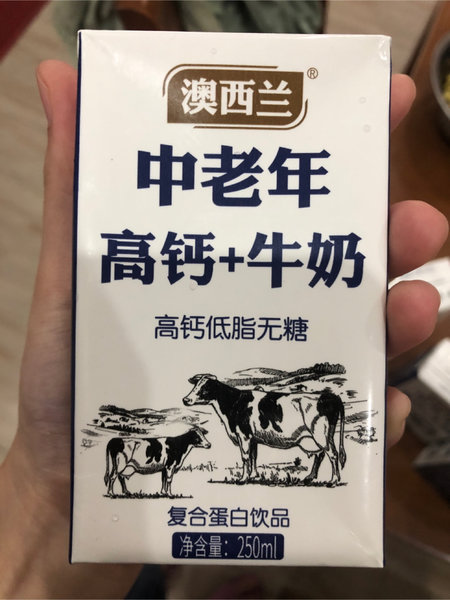 澳西兰®
中老年
高钙+牛奶
高钙低脂无糖
复合蛋白饮品
净含量：250ml